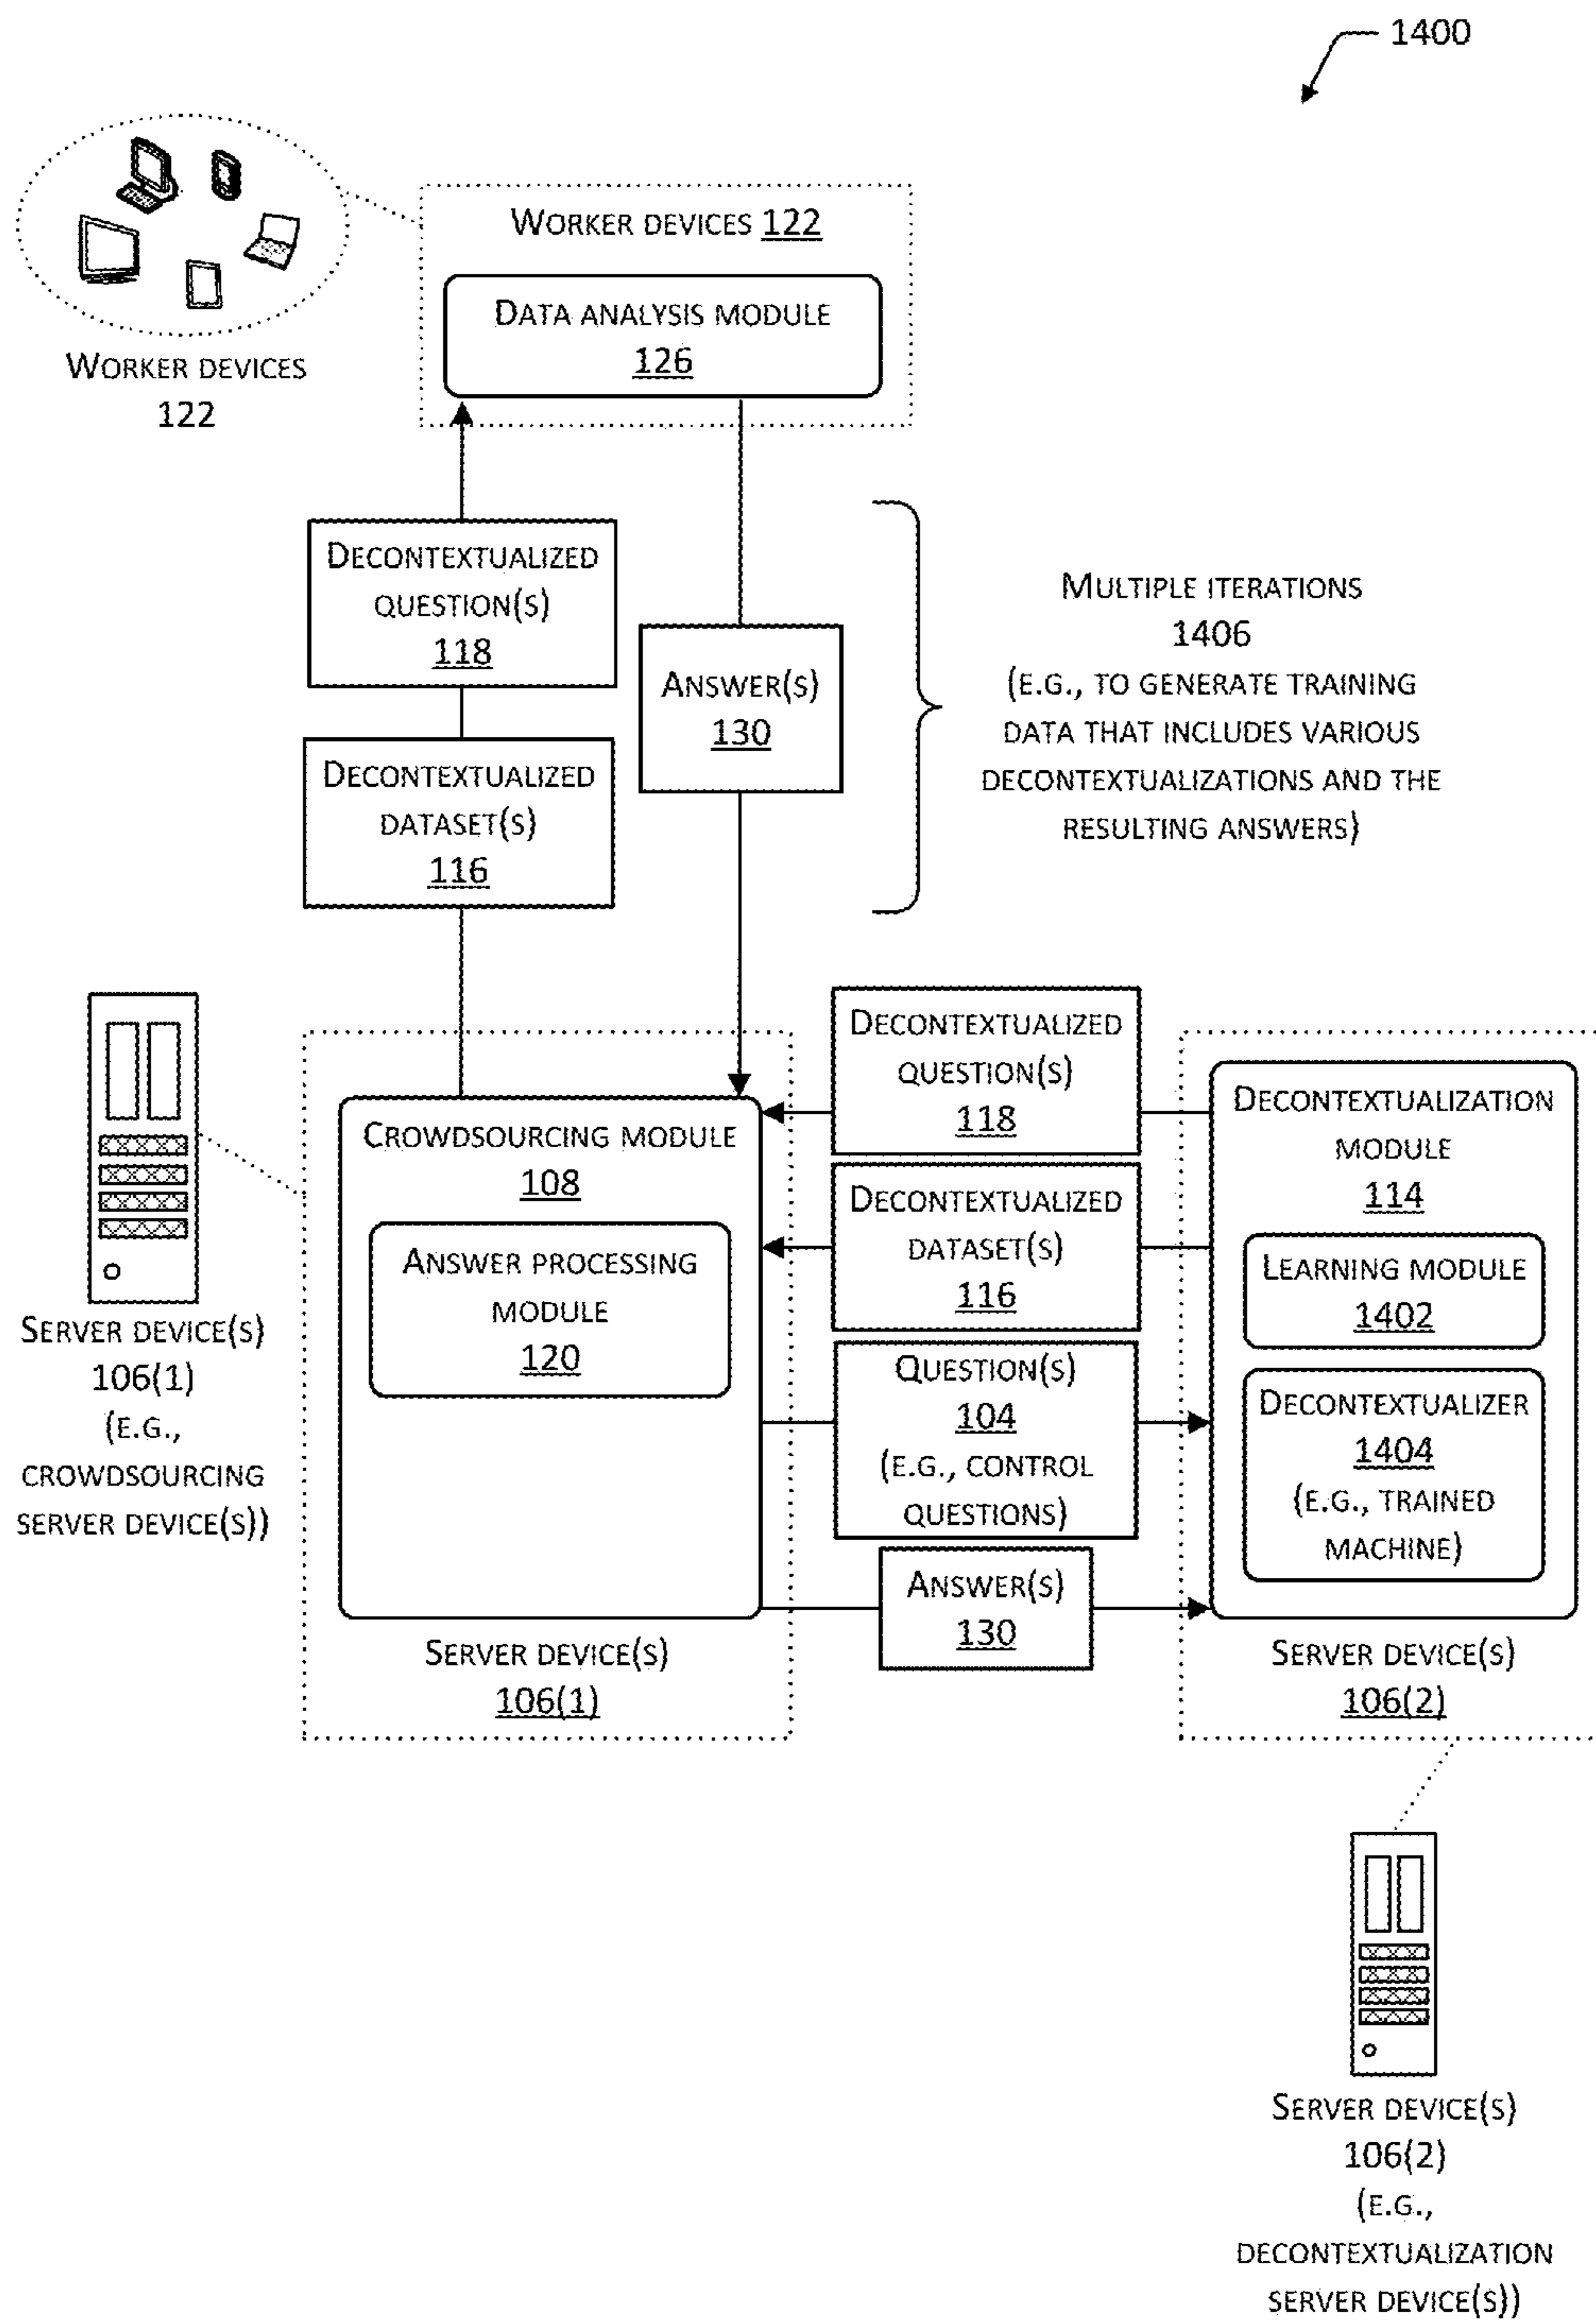 1400
WORKER DEVICES
122
WORKER DEVICES 122
DATA ANALYSIS MODULE
126
DECONTEXTUALIZED
QUESTION(S)
118
DECONTEXTUALIZED
DATASET(S)
116
ANSWER(S)
130
MULTIPLE ITERATIONS
1406
(E.G., TO GENERATE TRAINING
DATA THAT INCLUDES VARIOUS
DECONTEXTUALIZATIONS AND THE
RESULTING ANSWERS)
SERVER DEVICE(S)
106(1)
(E.G.,
CROWDSOURCING
SERVER DEVICE(S))
CROWDSOURCING MODULE
108
ANSWER PROCESSING
MODULE
120
SERVER DEVICE(S)
106(1)
DECONTEXTUALIZED
QUESTION(S)
118
DECONTEXTUALIZED
DATASET(S)
116
QUESTION(S)
104
(E.G., CONTROL
QUESTIONS)
ANSWER(S)
130
DECONTEXTUALIZATION
MODULE
114
LEARNING MODULE
1402
DECONTEXTUALIZER
1404
(E.G., TRAINED
MACHINE)
SERVER DEVICE(S)
106(2)
SERVER DEVICE(S)
106(2)
(E.G.,
DECONTEXTUALIZATION
SERVER DEVICE(S))